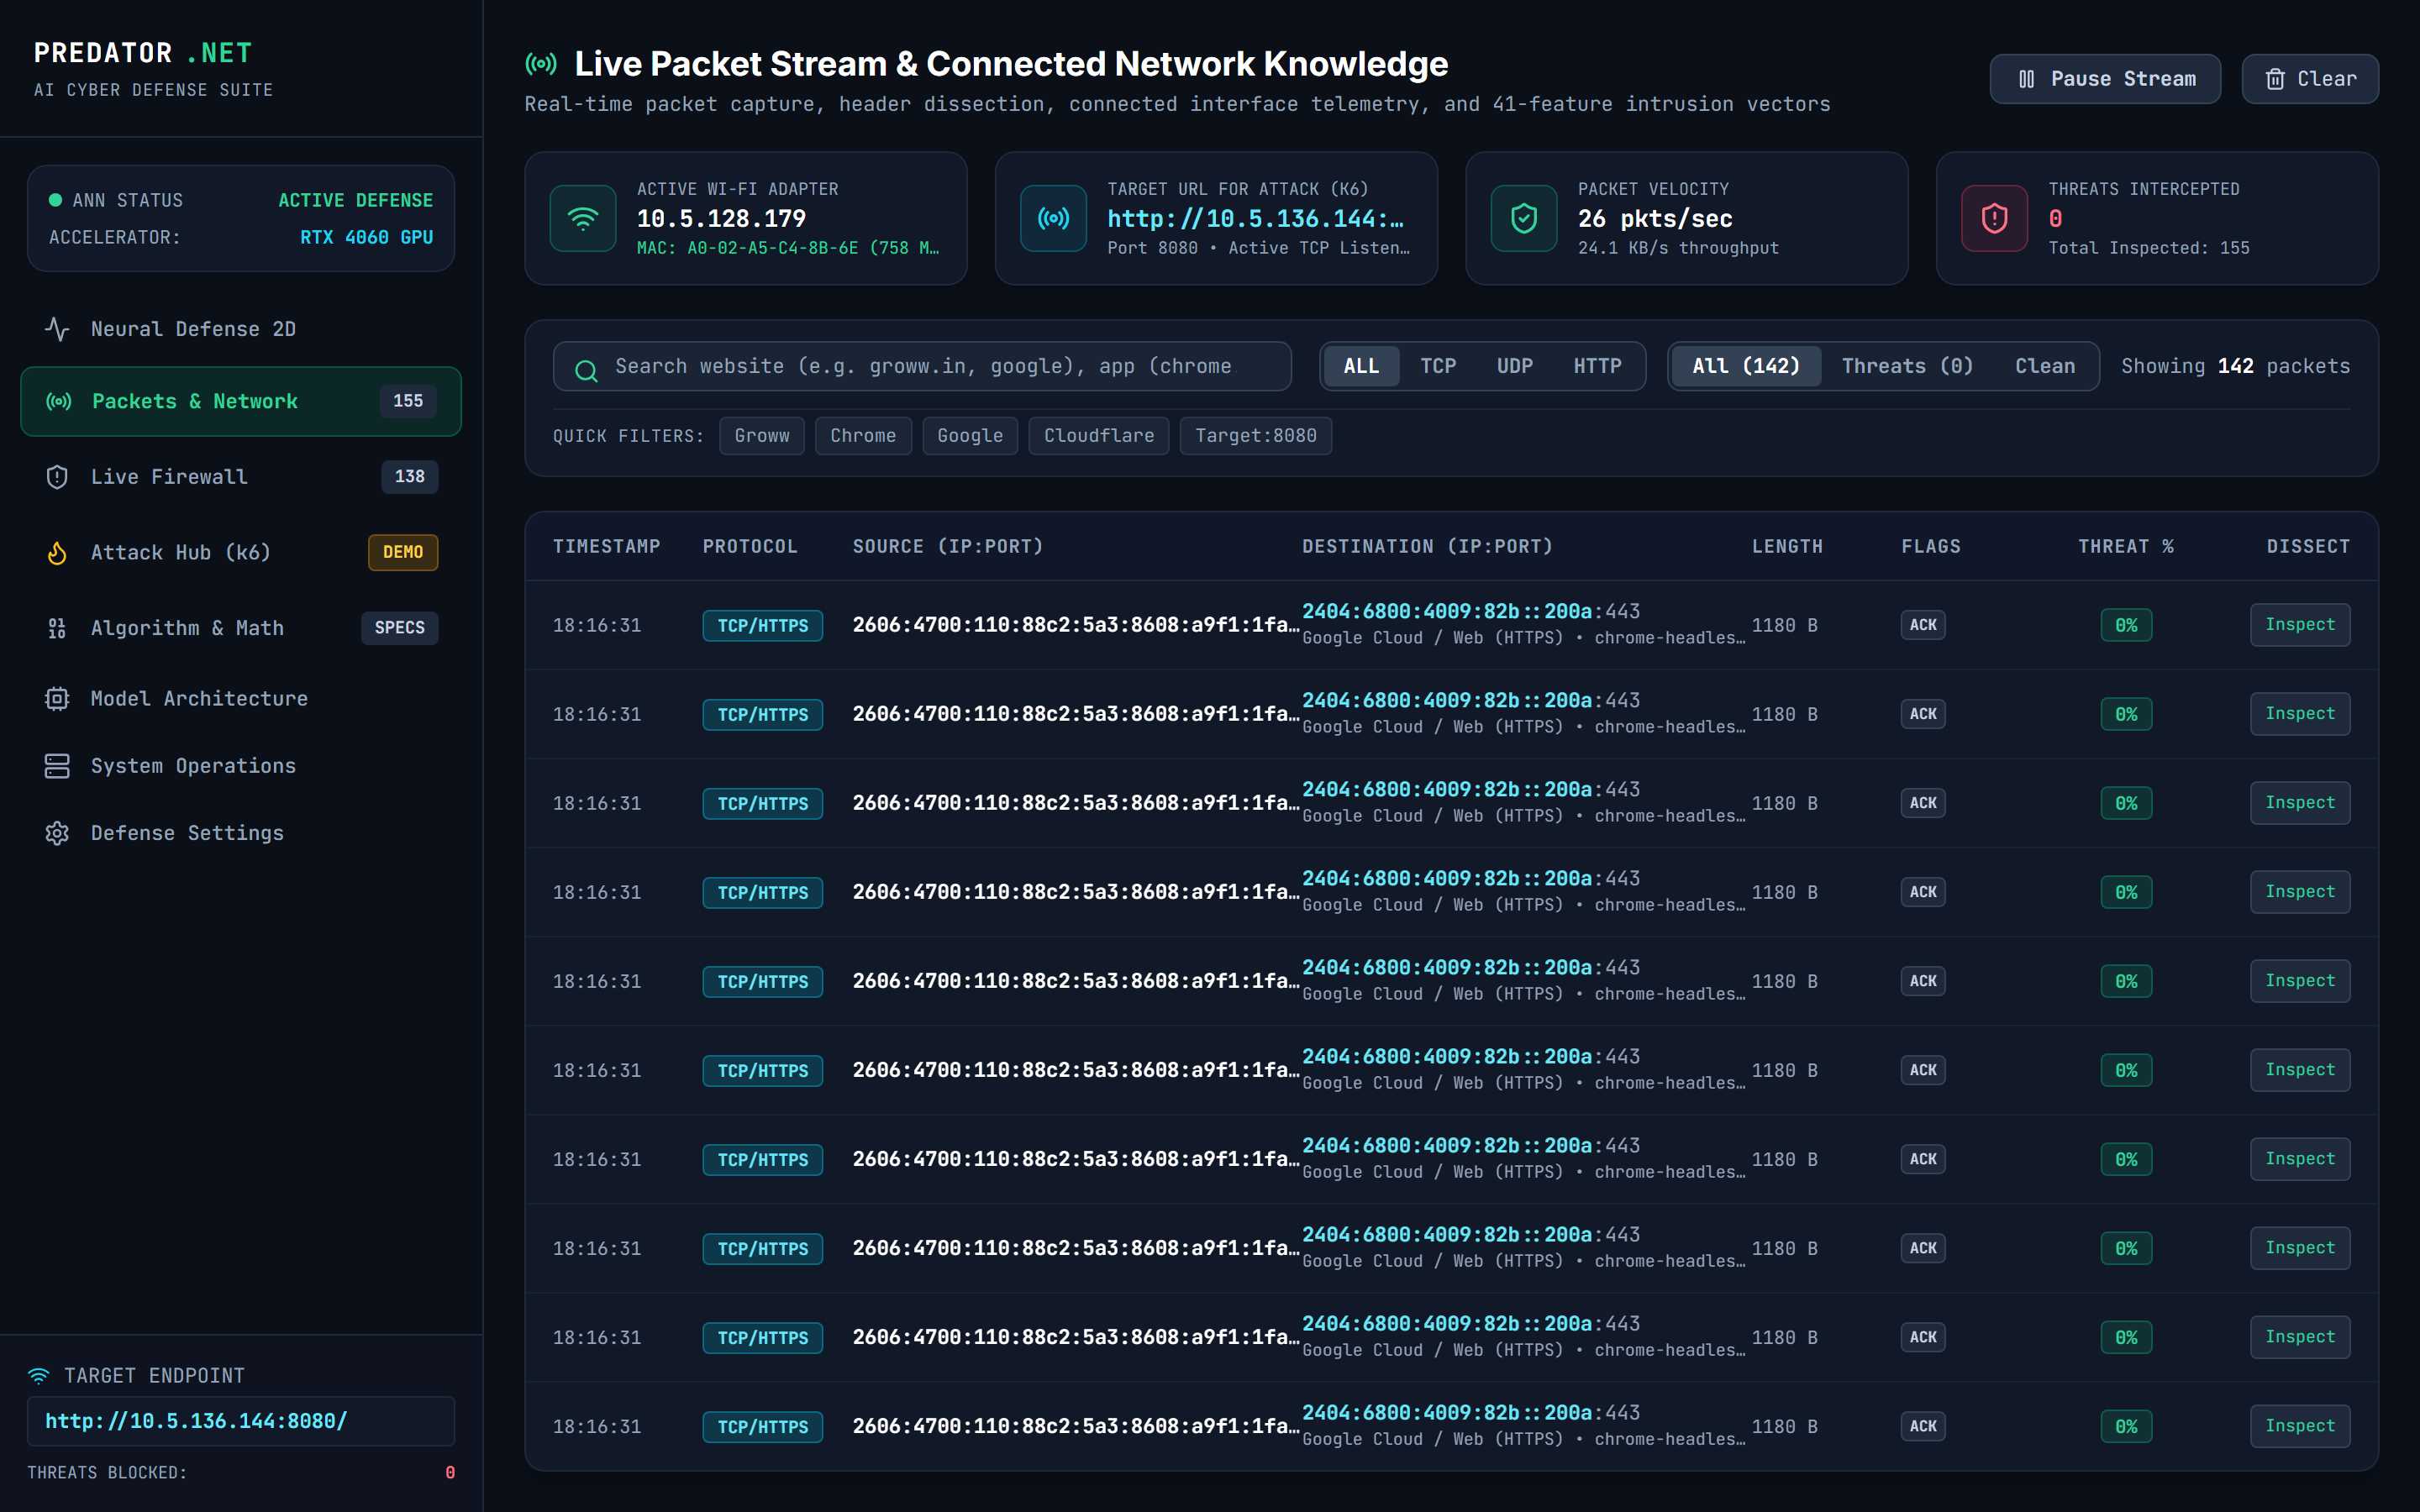 PREDATOR .NET
AI CYBER DEFENSE SUITE
ANN STATUS ACTIVE DEFENSE
ACCELERATOR: RTX 4060 GPU
Neural Defense 2D
Packets & Network 155
Live Firewall 138
Attack Hub (k6) DEMO
Algorithm & Math SPECS
Model Architecture
System Operations
Defense Settings
TARGET ENDPOINT
http://10.5.136.144:8080/
THREATS BLOCKED: 0
Live Packet Stream & Connected Network Knowledge
Real-time packet capture, header dissection, connected interface telemetry, and 41-feature intrusion vectors
Pause Stream
Clear
ACTIVE WI-FI ADAPTER
10.5.128.179
MAC: A0-02-A5-C4-8B-6E (758 M…
TARGET URL FOR ATTACK (K6)
http://10.5.136.144:…
Port 8080 • Active TCP Listen…
PACKET VELOCITY
26 pkts/sec
24.1 KB/s throughput
THREATS INTERCEPTED
0
Total Inspected: 155
Search website (e.g. groww.in, google), app (chrome
ALL TCP UDP HTTP
All (142) Threats (0) Clean
Showing 142 packets
QUICK FILTERS: Groww Chrome Google Cloudflare Target:8080
TIMESTAMP PROTOCOL SOURCE (IP:PORT) DESTINATION (IP:PORT) LENGTH FLAGS THREAT % DISSECT
18:16:31 TCP/HTTPS 2606:4700:110:88c2:5a3:8608:a9f1:1fa… 2404:6800:4009:82b::200a:443 1180 B ACK 0% Inspect
Google Cloud / Web (HTTPS) • chrome-headles…
18:16:31 TCP/HTTPS 2606:4700:110:88c2:5a3:8608:a9f1:1fa… 2404:6800:4009:82b::200a:443 1180 B ACK 0% Inspect
Google Cloud / Web (HTTPS) • chrome-headles…
18:16:31 TCP/HTTPS 2606:4700:110:88c2:5a3:8608:a9f1:1fa… 2404:6800:4009:82b::200a:443 1180 B ACK 0% Inspect
Google Cloud / Web (HTTPS) • chrome-headles…
18:16:31 TCP/HTTPS 2606:4700:110:88c2:5a3:8608:a9f1:1fa… 2404:6800:4009:82b::200a:443 1180 B ACK 0% Inspect
Google Cloud / Web (HTTPS) • chrome-headles…
18:16:31 TCP/HTTPS 2606:4700:110:88c2:5a3:8608:a9f1:1fa… 2404:6800:4009:82b::200a:443 1180 B ACK 0% Inspect
Google Cloud / Web (HTTPS) • chrome-headles…
18:16:31 TCP/HTTPS 2606:4700:110:88c2:5a3:8608:a9f1:1fa… 2404:6800:4009:82b::200a:443 1180 B ACK 0% Inspect
Google Cloud / Web (HTTPS) • chrome-headles…
18:16:31 TCP/HTTPS 2606:4700:110:88c2:5a3:8608:a9f1:1fa… 2404:6800:4009:82b::200a:443 1180 B ACK 0% Inspect
Google Cloud / Web (HTTPS) • chrome-headles…
18:16:31 TCP/HTTPS 2606:4700:110:88c2:5a3:8608:a9f1:1fa… 2404:6800:4009:82b::200a:443 1180 B ACK 0% Inspect
Google Cloud / Web (HTTPS) • chrome-headles…
18:16:31 TCP/HTTPS 2606:4700:110:88c2:5a3:8608:a9f1:1fa… 2404:6800:4009:82b::200a:443 1180 B ACK 0% Inspect
Google Cloud / Web (HTTPS) • chrome-headles…
18:16:31 TCP/HTTPS 2606:4700:110:88c2:5a3:8608:a9f1:1fa… 2404:6800:4009:82b::200a:443 1180 B ACK 0% Inspect
Google Cloud / Web (HTTPS) • chrome-headles…